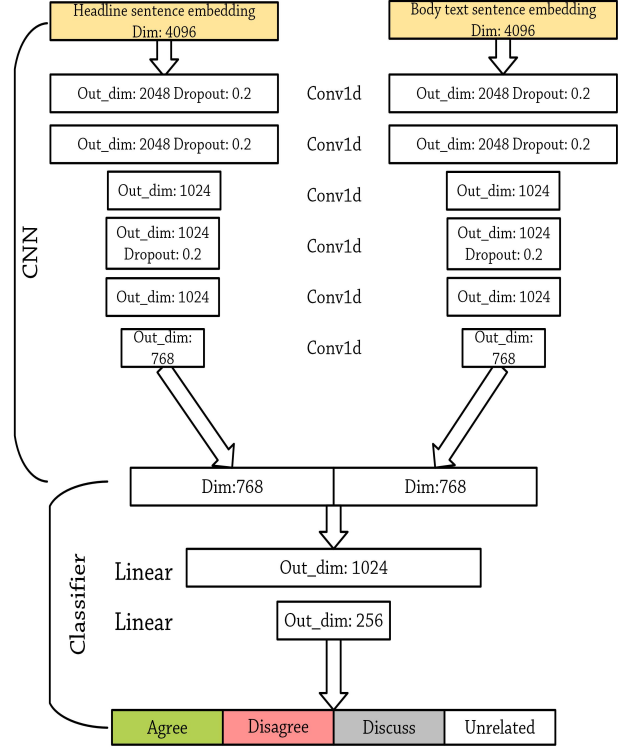 Headline sentence embedding
Dim: 4096
Body text sentence embedding
Dim: 4096
Out_dim: 2048 Dropout: 0.2
Conv1d
Out_dim: 2048 Dropout: 0.2
Out_dim: 2048 Dropout: 0.2
Conv1d
Out_dim: 2048 Dropout: 0.2
Out_dim: 1024
Conv1d
Out_dim: 1024
Out_dim: 1024
Dropout: 0.2
Conv1d
Out_dim: 1024
Dropout: 0.2
Out_dim: 1024
Conv1d
Out_dim: 1024
Out_dim:
768
Conv1d
Out_dim:
768
CNN
Dim:768
Dim:768
Classifier
Linear
Out_dim: 1024
Linear
Out_dim: 256
Agree
Disagree
Discuss
Unrelated